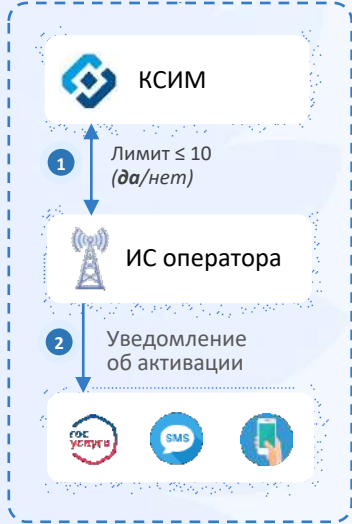 КСИМ
1
Лимит ≤ 10
(да/нет)
ИС оператора
2
Уведомление
об активации
гос
услуги
SMS